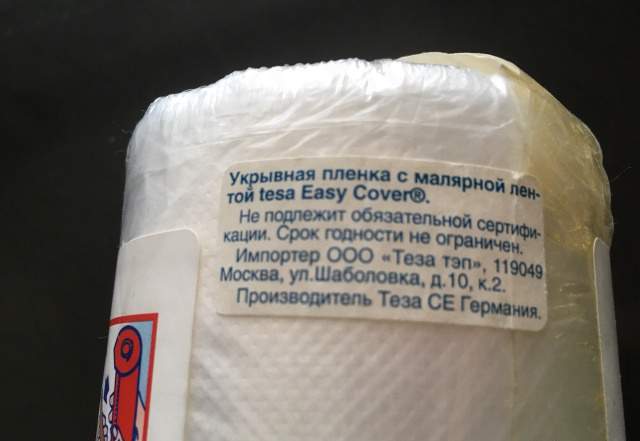 Укрывная пленка с малярной лен-
той tesa Easy Cover®.
Не подлежит обязательной сертифи-
кации. Срок годности не ограничен.
Импортер ООО «Теза тэп», 119049
Москва, ул.Шаболовка, д.10, к.2.
Производитель Теза СЕ Германия.